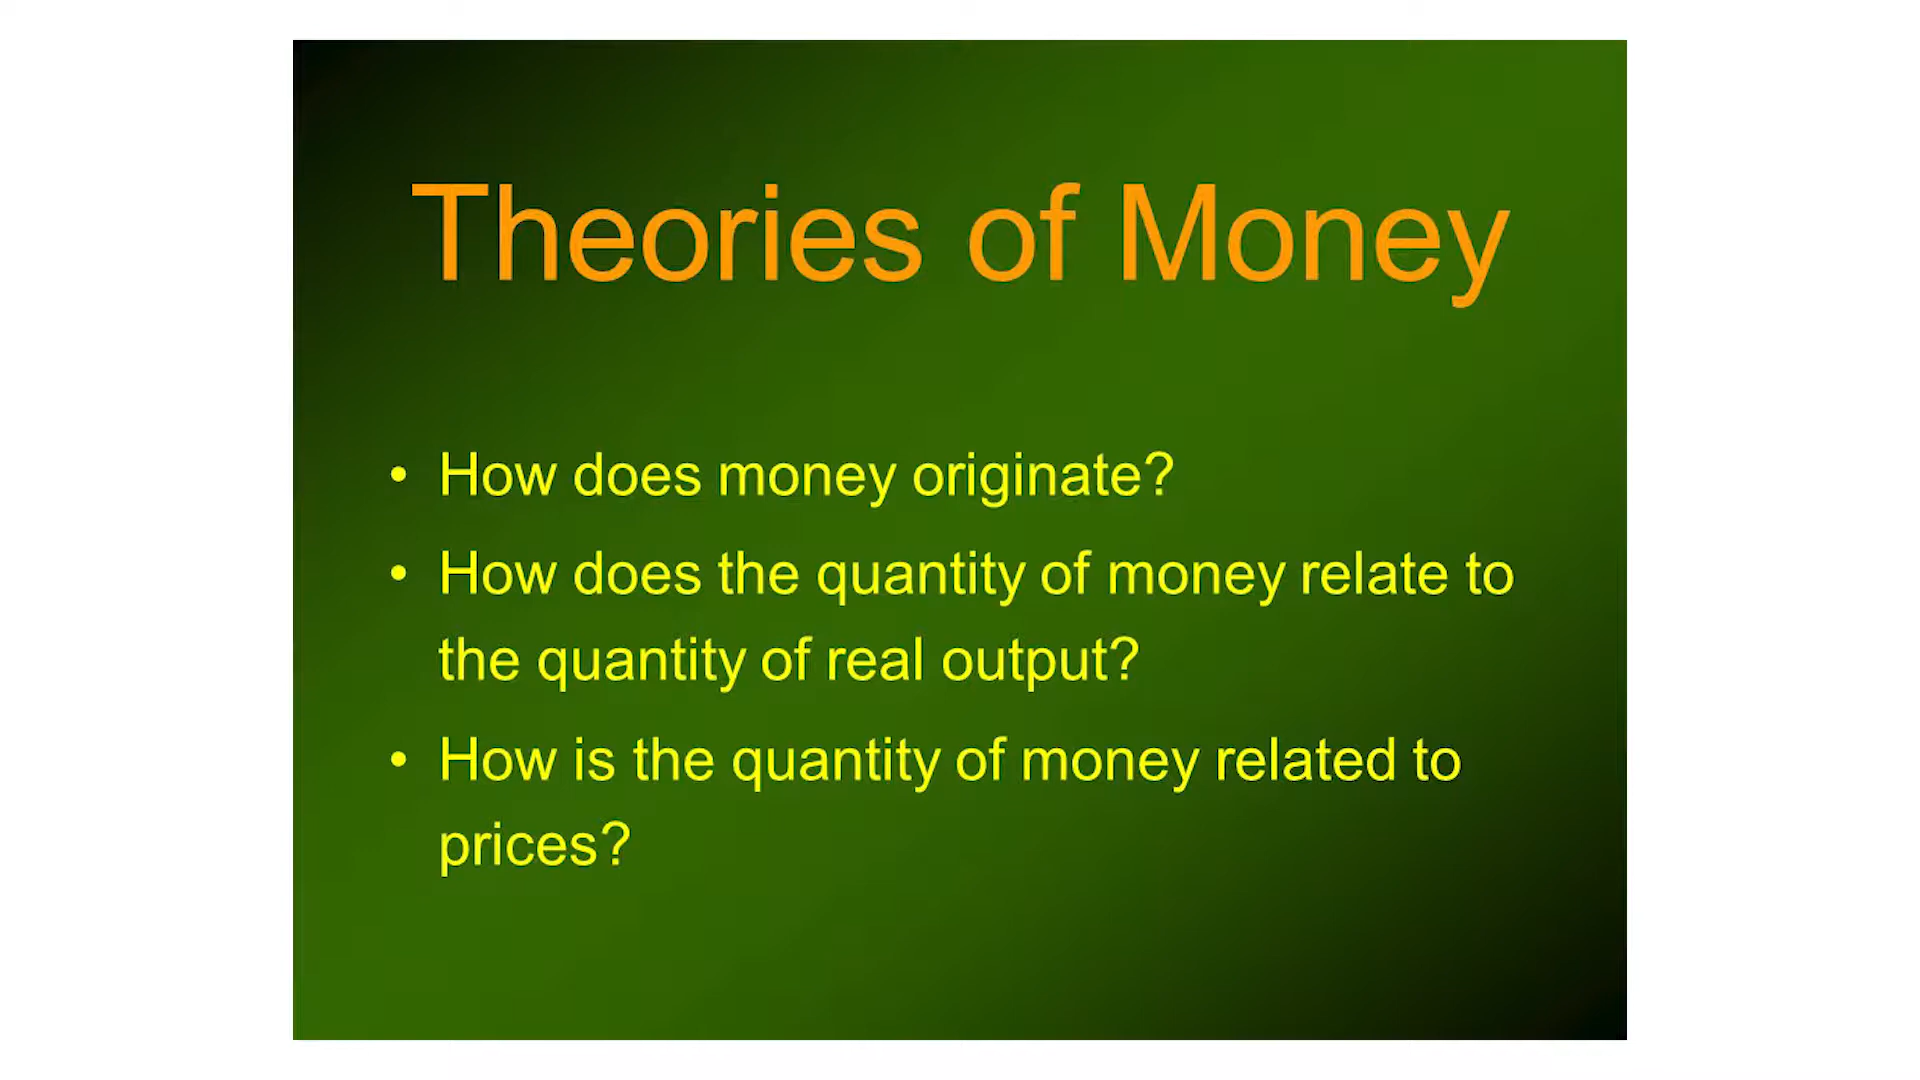 Theories of Money
• How does money originate?
• How does the quantity of money relate to
the quantity of real output?
• How is the quantity of money related to
prices?